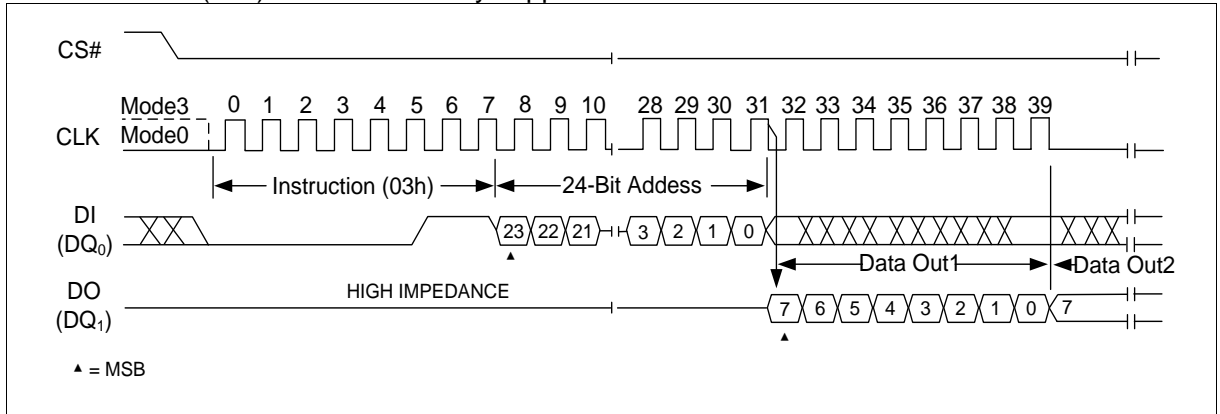 CS#
Mode3 0 1 2 3 4 5 6 7 8 9 10 28 29 30 31 32 33 34 35 36 37 38 39
CLK Mode0
Instruction (03h) 24-Bit Addess
DI
(DQ0) 23 22 21 3 2 1 0
Data Out1 Data Out2
DO HIGH IMPEDANCE
(DQ1) 7 6 5 4 3 2 1 0 7
▲ = MSB